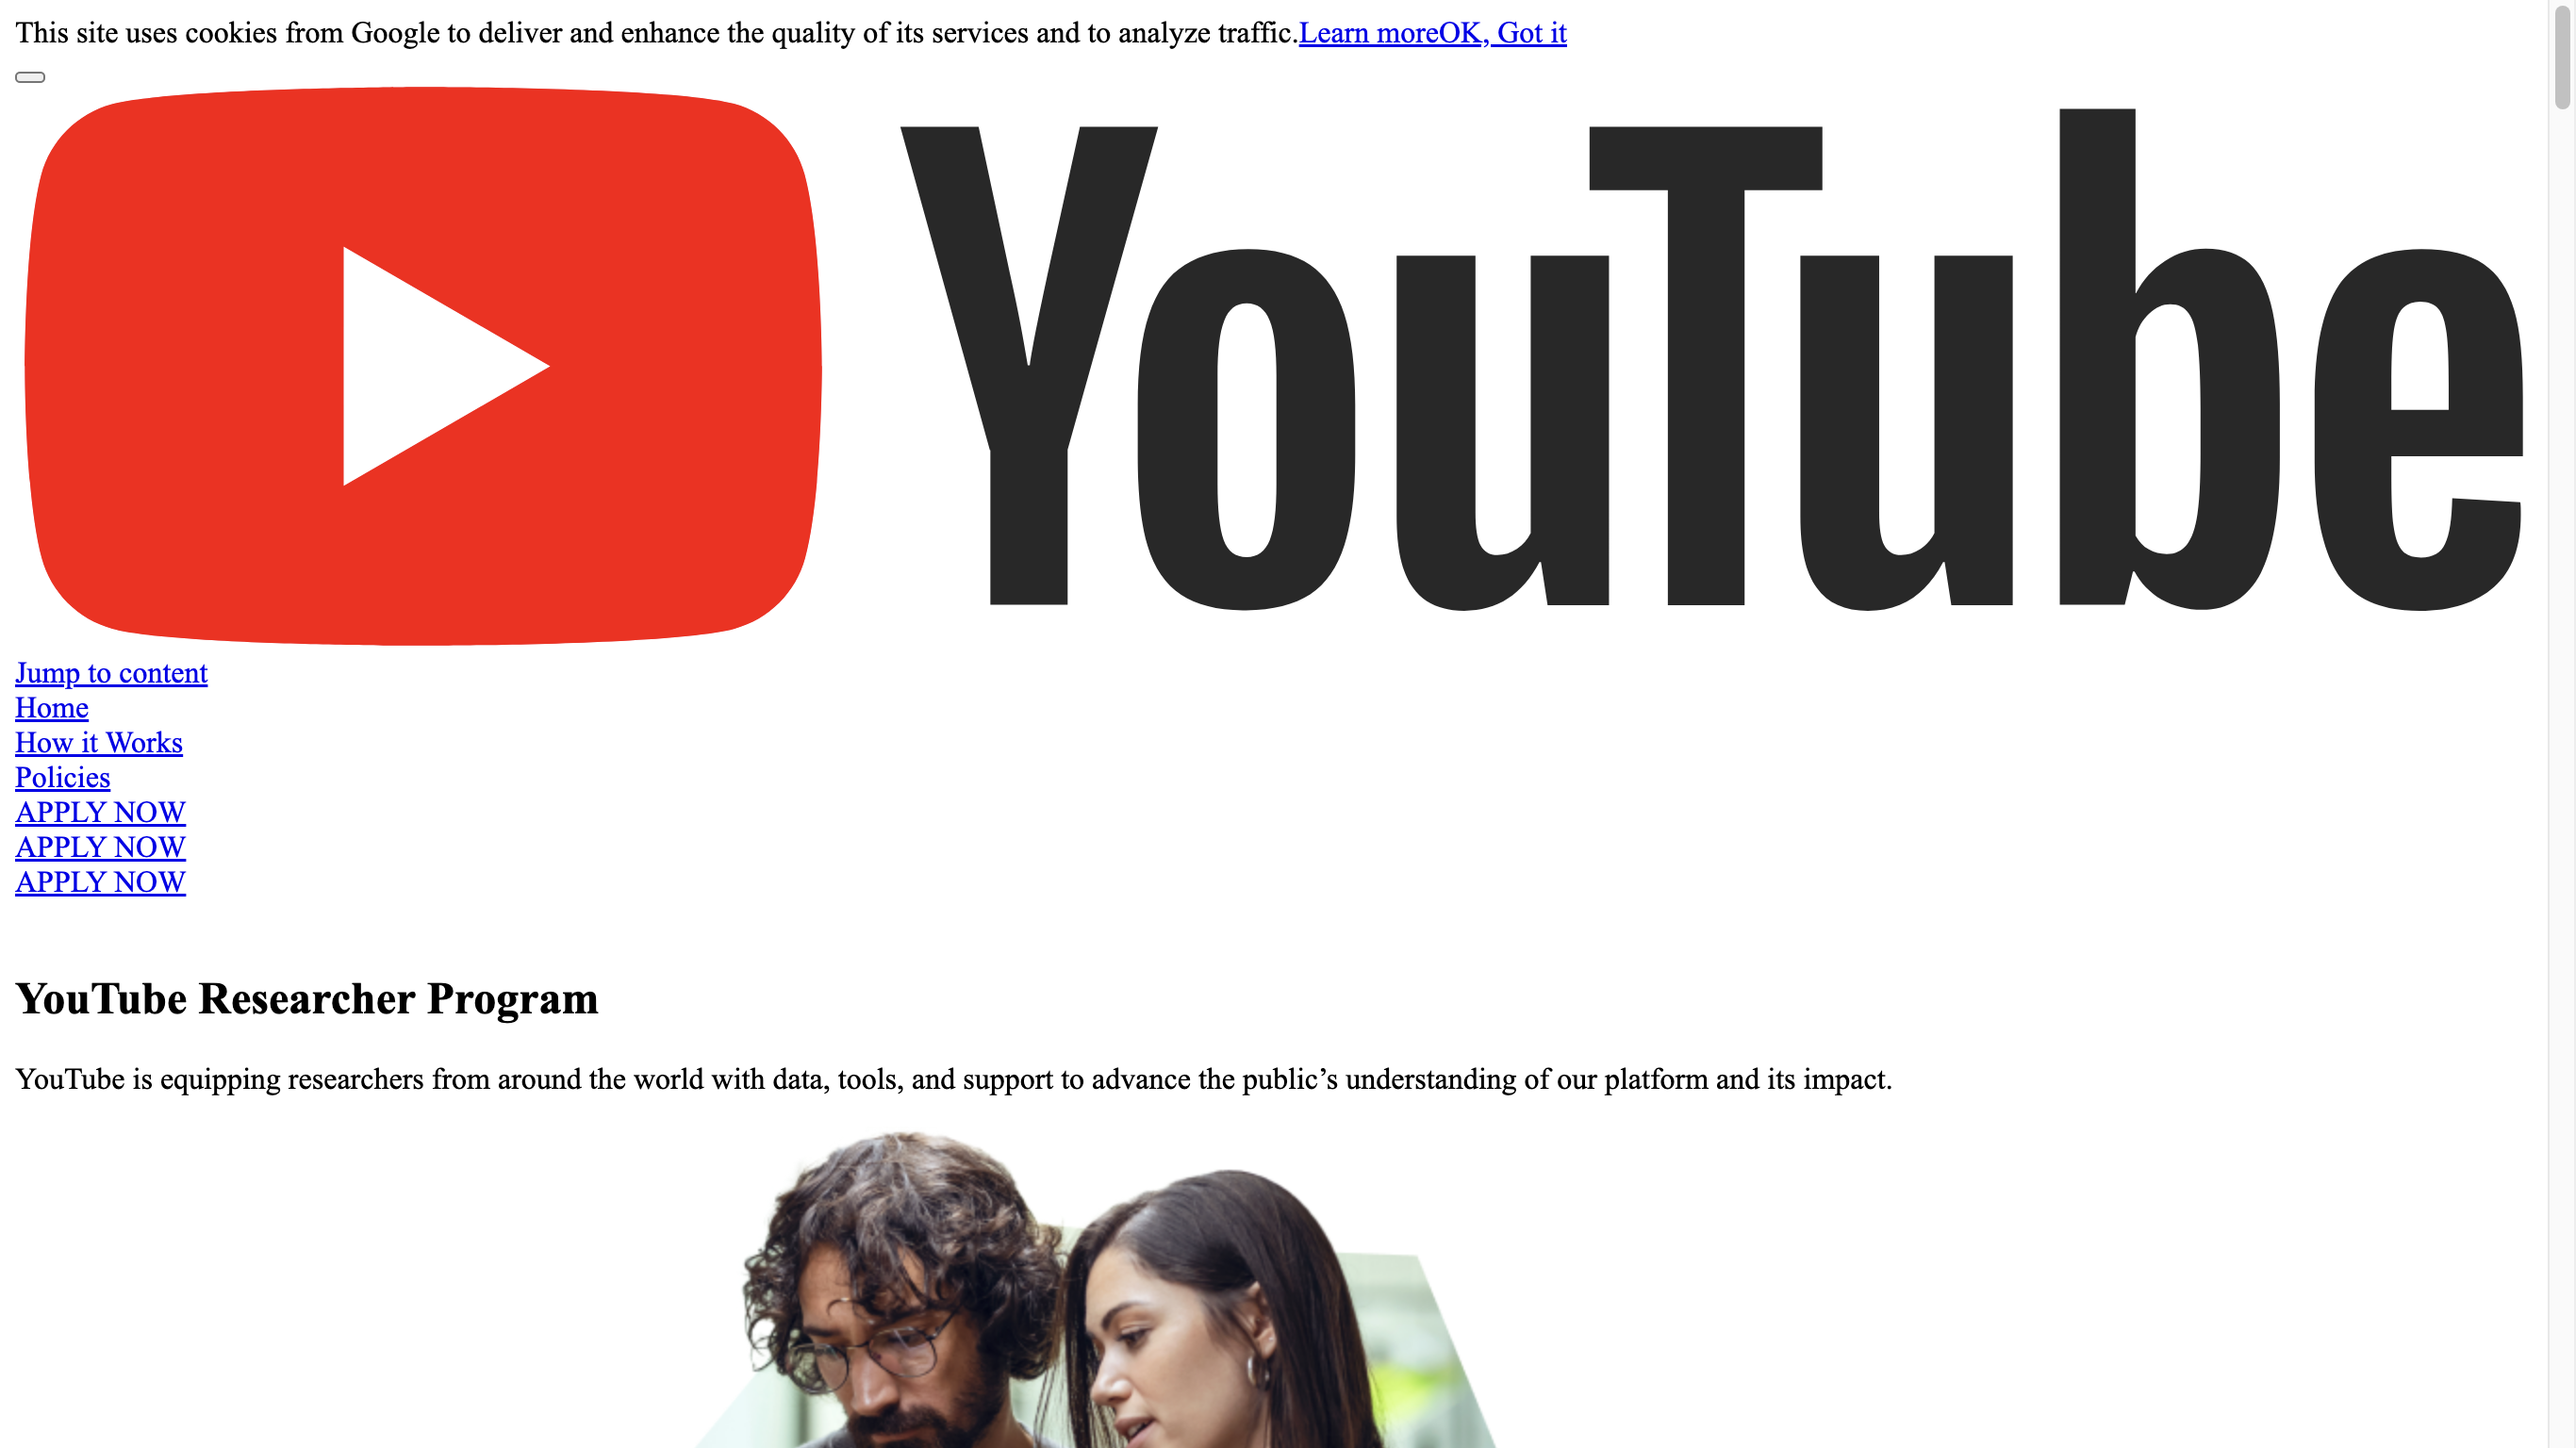 This site uses cookies from Google to deliver and enhance the quality of its services and to analyze traffic.Learn moreOK, Got it
YouTube
Jump to content
Home
How it Works
Policies
APPLY NOW
APPLY NOW
APPLY NOW
YouTube Researcher Program
YouTube is equipping researchers from around the world with data, tools, and support to advance the public’s understanding of our platform and its impact.